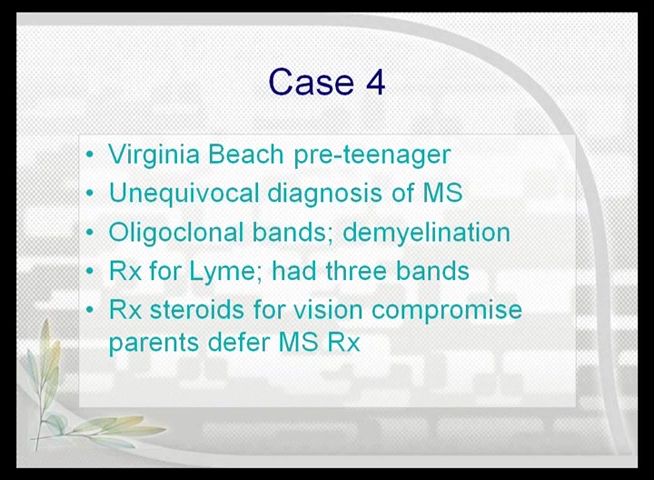 Case 4
• Virginia Beach pre-teenager
• Unequivocal diagnosis of MS
• Oligoclonal bands; demyelination
• Rx for Lyme; had three bands
• Rx steroids for vision compromise
parents defer MS Rx